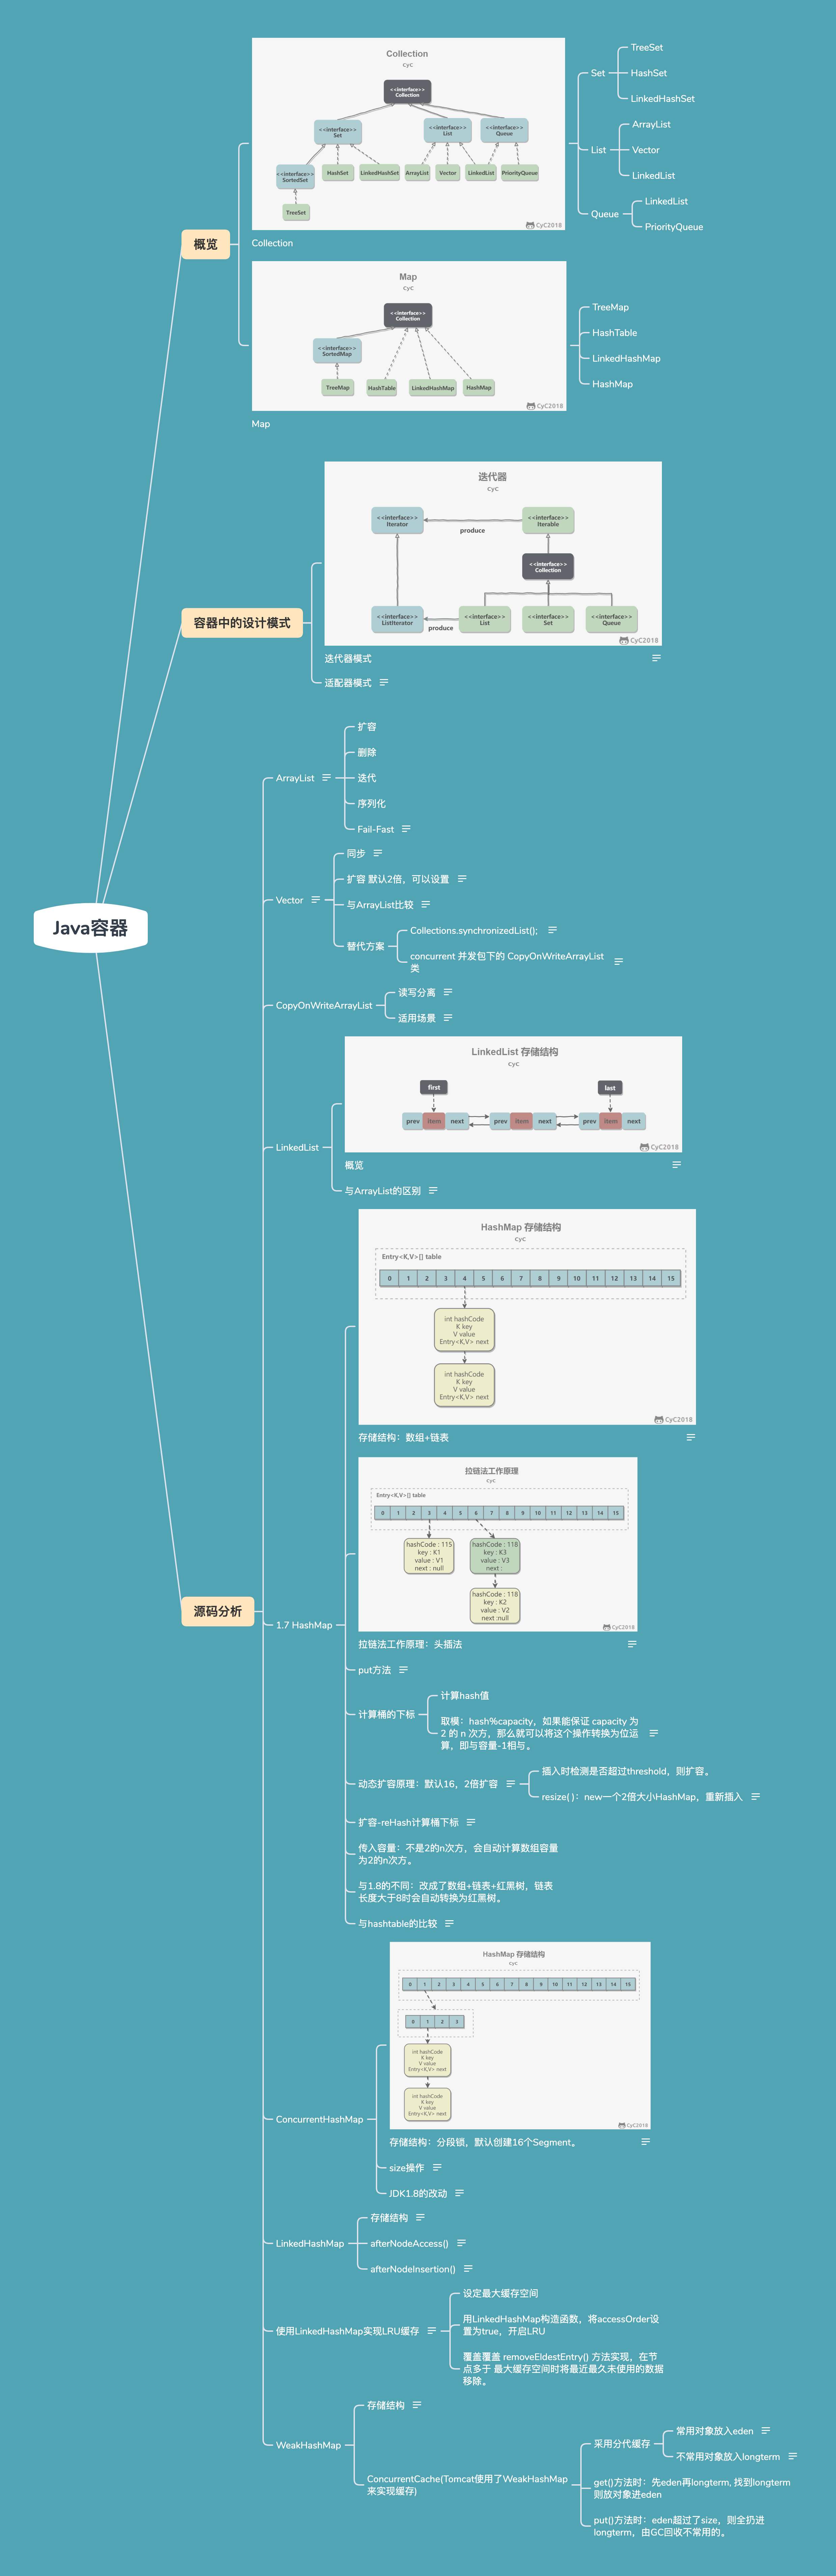 Java容器
概览
Collection
cyc
<<interface>>
Collection
<<interface>>
Set
<<interface>>
List
<<interface>>
Queue
<<interface>>
SortedSet
HashSet
LinkedHashSet
ArrayList
Vector
LinkedList
PriorityQueue
TreeSet
CyC2018
Collection
Set
TreeSet
HashSet
LinkedHashSet
List
ArrayList
Vector
LinkedList
Queue
LinkedList
PriorityQueue
Map
cyc
<<interface>>
Collection
<<interface>>
SortedMap
TreeMap
HashTable
LinkedHashMap
HashMap
CyC2018
Map
TreeMap
HashTable
LinkedHashMap
HashMap
容器中的设计模式
迭代器
cyc
<<interface>>
Iterator
produce
<<interface>>
Iterable
<<interface>>
Collection
<<interface>>
ListIterator
produce
<<interface>>
List
<<interface>>
Set
<<interface>>
Queue
CyC2018
迭代器模式
适配器模式
源码分析
ArrayList
扩容
删除
迭代
序列化
Fail-Fast
Vector
同步
扩容 默认2倍，可以设置
与ArrayList比较
替代方案
Collections.synchronizedList();
concurrent 并发包下的 CopyOnWriteArrayList
类
CopyOnWriteArrayList
读写分离
适用场景
LinkedList
LinkedList 存储结构
cyc
first
last
prev item next
prev item next
prev item next
CyC2018
概览
与ArrayList的区别
1.7 HashMap
HashMap 存储结构
cyc
Entry<K,V>[] table
0 1 2 3 4 5 6 7 8 9 10 11 12 13 14 15
int hashCode
K key
V value
Entry<K,V> next
int hashCode
K key
V value
Entry<K,V> next
CyC2018
存储结构：数组+链表
拉链法工作原理
cyc
Entry<K,V>[] table
0 1 2 3 4 5 6 7 8 9 10 11 12 13 14 15
hashCode : 115
key : K1
value : V1
next : null
hashCode : 118
key : K3
value : V3
next :
hashCode : 118
key : K2
value : V2
next :null
CyC2018
拉链法工作原理：头插法
put方法
计算桶的下标
计算hash值
取模：hash%capacity，如果能保证 capacity 为
2 的 n 次方，那么就可以将这个操作转换为位运
算，即与容量-1相与。
动态扩容原理：默认16，2倍扩容
插入时检测是否超过threshold，则扩容。
resize( )：new一个2倍大小HashMap，重新插入
扩容-reHash计算桶下标
传入容量：不是2的n次方，会自动计算数组容量
为2的n次方。
与1.8的不同：改成了数组+链表+红黑树，链表
长度大于8时会自动转换为红黑树。
与hashtable的比较
ConcurrentHashMap
HashMap 存储结构
cyc
0 1 2 3 4 5 6 7 8 9 10 11 12 13 14 15
0 1 2 3
int hashCode
K key
V value
Entry<K,V> next
int hashCode
K key
V value
Entry<K,V> next
CyC2018
存储结构：分段锁，默认创建16个Segment。
size操作
JDK1.8的改动
LinkedHashMap
存储结构
afterNodeAccess()
afterNodeInsertion()
使用LinkedHashMap实现LRU缓存
设定最大缓存空间
用LinkedHashMap构造函数，将accessOrder设
置为true，开启LRU
覆盖覆盖 removeEldestEntry() 方法实现，在节
点多于 最大缓存空间时将最近最久未使用的数据
移除。
WeakHashMap
存储结构
ConcurrentCache(Tomcat使用了WeakHashMap
来实现缓存)
采用分代缓存
常用对象放入eden
不常用对象放入longterm
get()方法时：先eden再longterm, 找到longterm
则放对象进eden
put()方法时：eden超过了size，则全扔进
longterm，由GC回收不常用的。